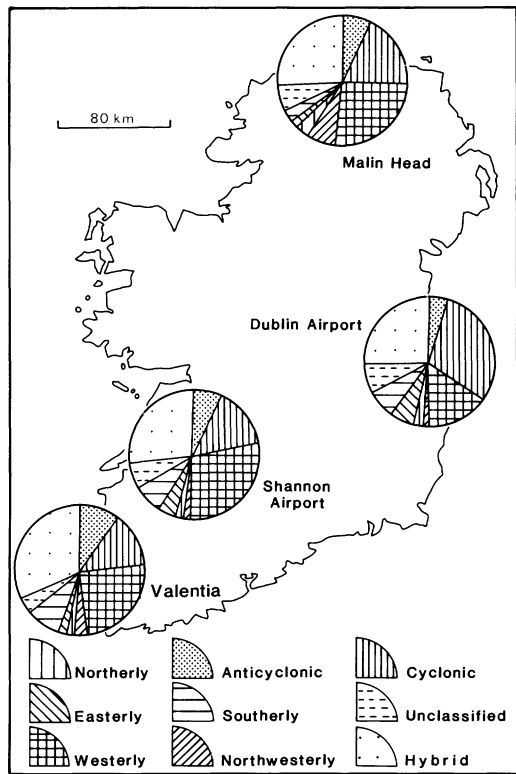 80 km
Malin Head
Dublin Airport
Shannon
Airport
Valentia
Northerly
Anticyclonic
Cyclonic
Easterly
Southerly
Unclassified
Westerly
Northwesterly
Hybrid